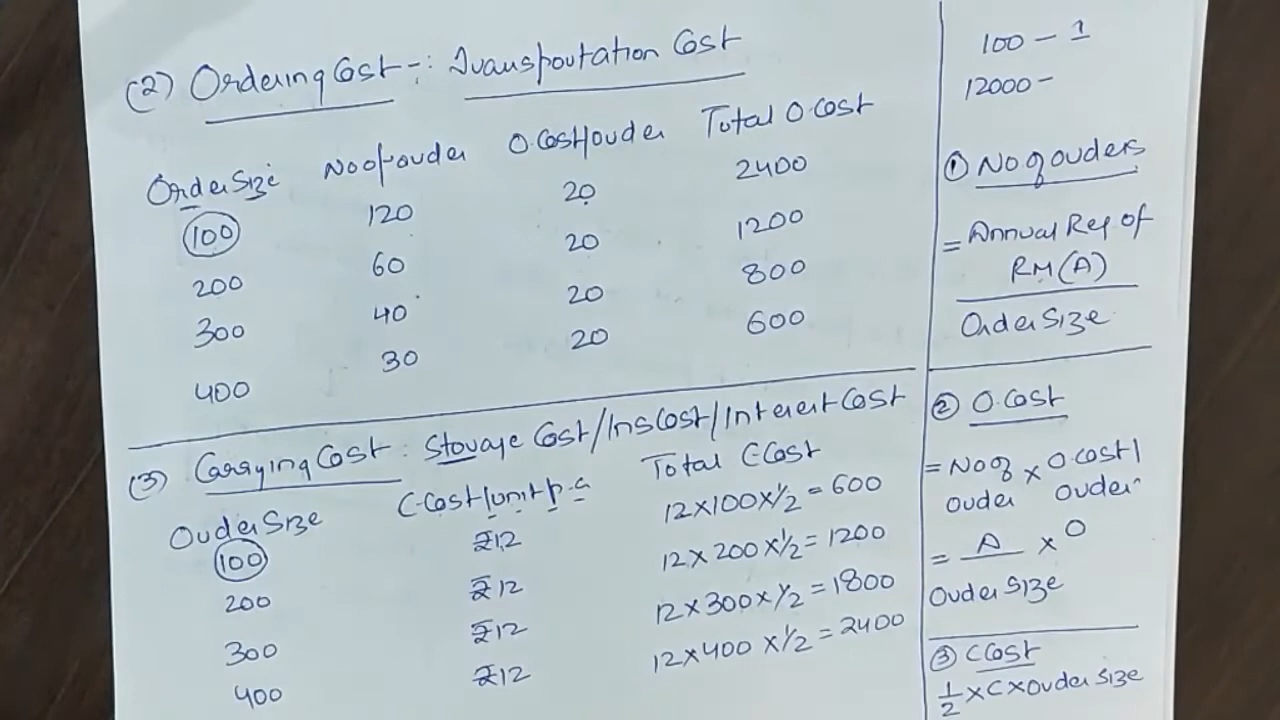 (2) Ordering Cost -: Transportation Cost
Order Size No of order O.Cost/order Total O.Cost
100 120 20 2400
200 60 20 1200
300 40 20 800
400 30 20 600
(3) Carrying Cost : Storage Cost/Ins Cost/Interest Cost
Order Size C-Cost/unit p.a Total C Cost
100 ₹12 12×100×1/2 = 600
200 ₹12 12×200×1/2 = 1200
300 ₹12 12×300×1/2 = 1800
400 ₹12 12×400×1/2 = 2400
100 – 1
12000 –
① No of orders
= Annual Req of
RM (A)
Order Size
② O.Cost
= No of × O.cost/
order order
= A × O
Order Size
③ C Cost
1/2 × C × Order Size